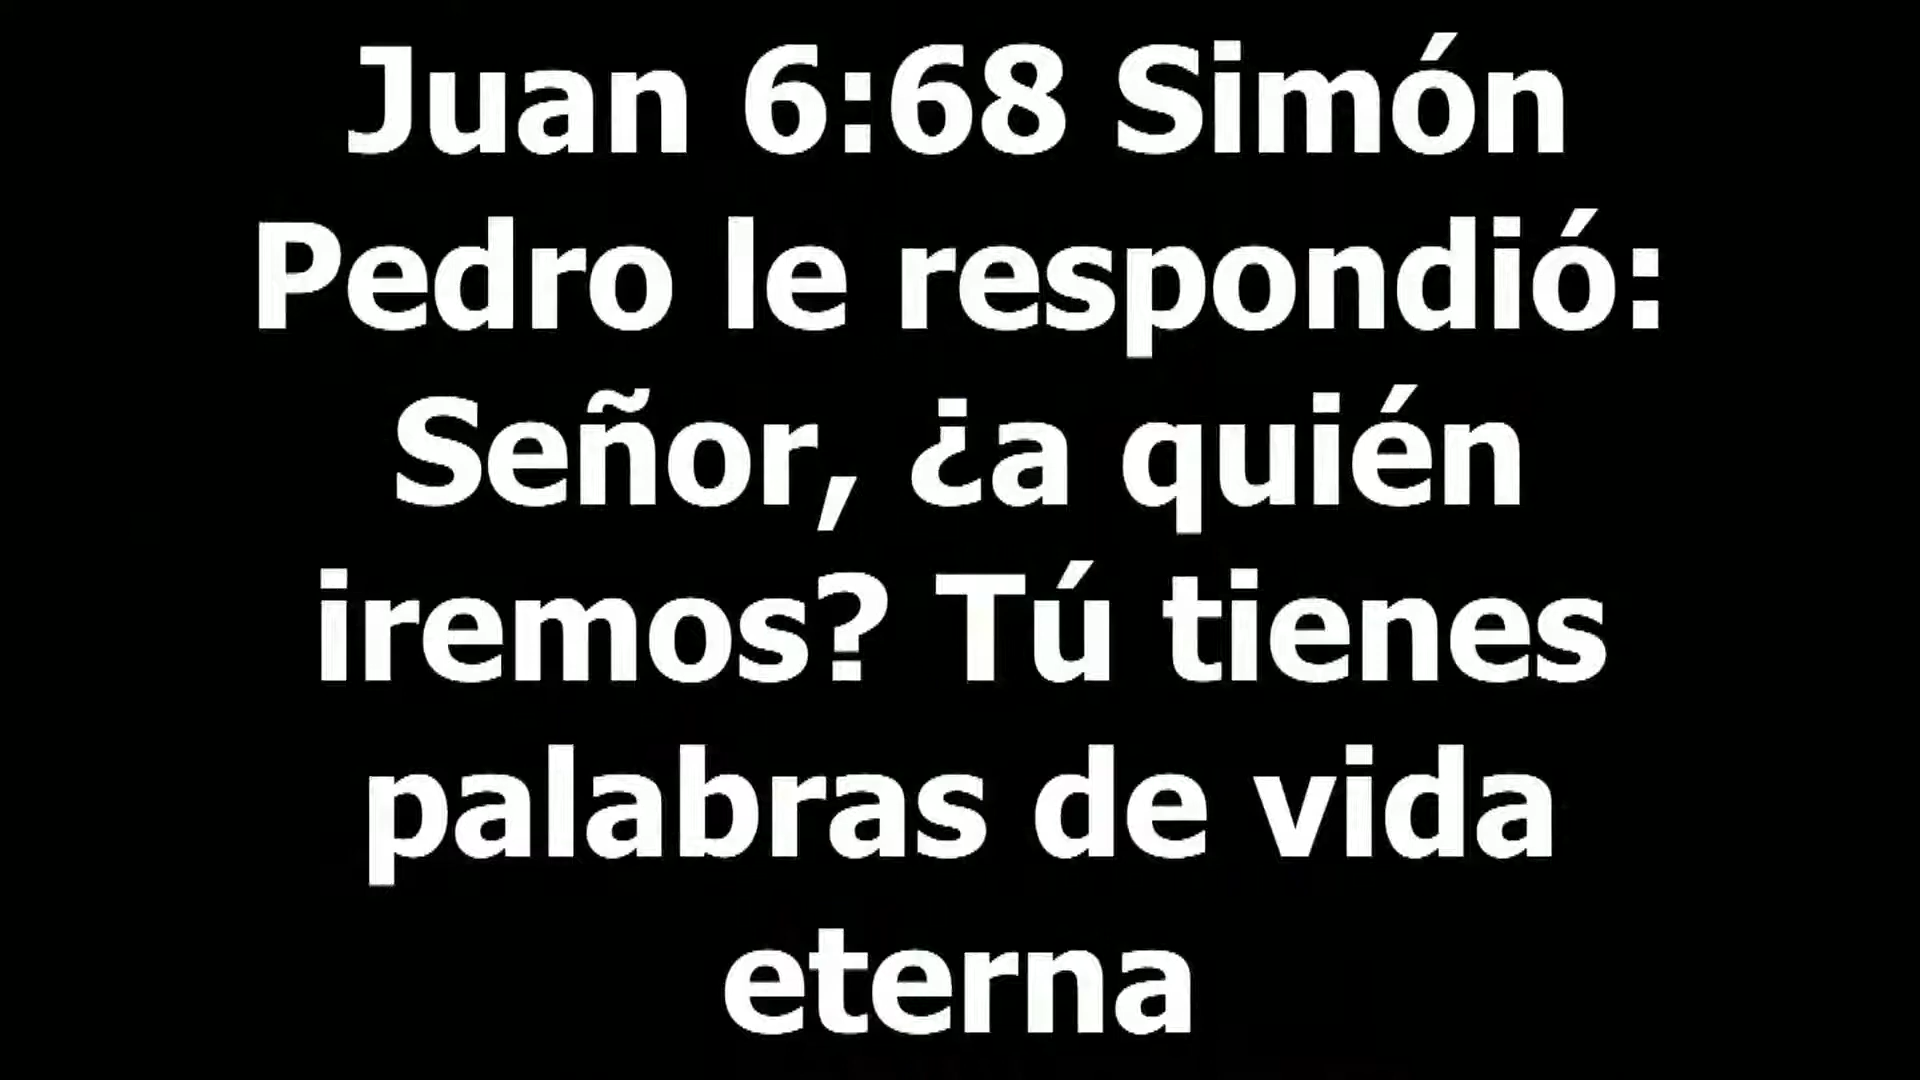 Juan 6:68 Simón
Pedro le respondió:
Señor, ¿a quién
iremos? Tú tienes
palabras de vida
eterna